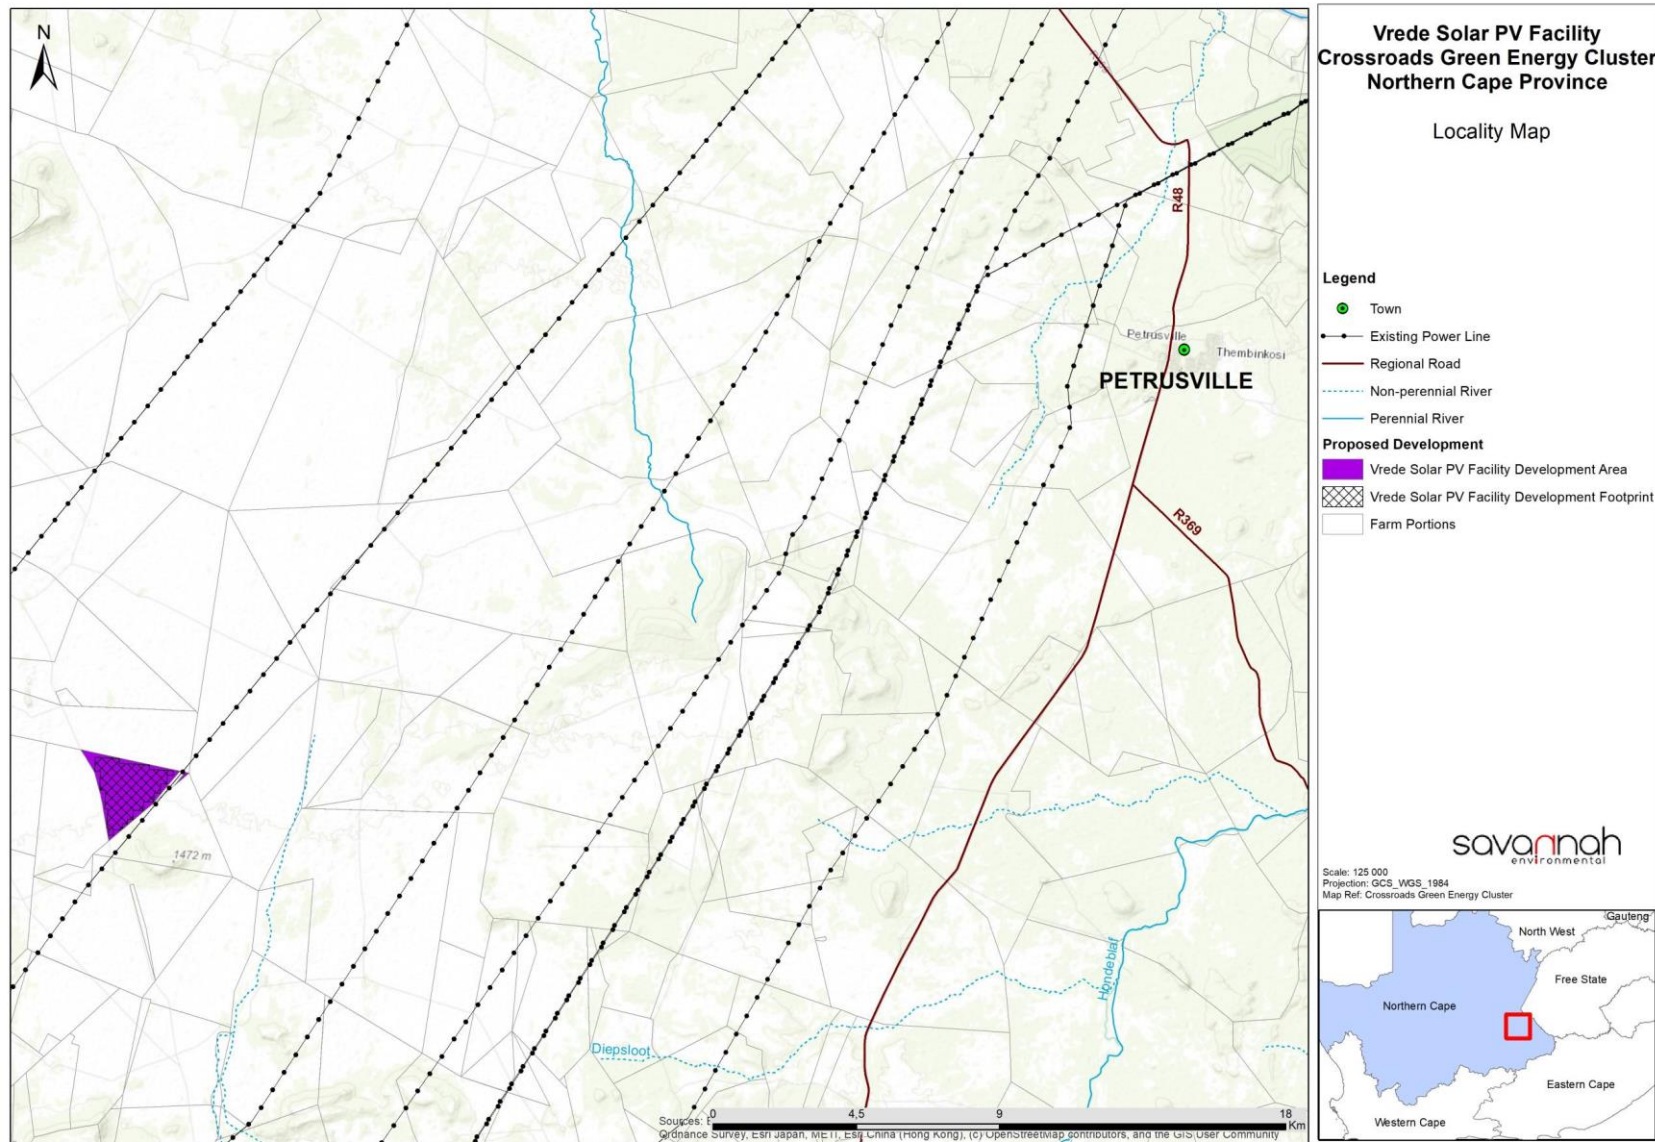 N
R48
Petrusville
Thembinkosi
PETRUSVILLE
R369
1472 m
Hondeblaf
Diepsloot
0 4,5 9 18
Km
Sources: E
Ordnance Survey, Esri Japan, METI, Esri China (Hong Kong), (c) OpenStreetMap contributors, and the GIS User Community
Vrede Solar PV Facility
Crossroads Green Energy Cluster
Northern Cape Province
Locality Map
Legend
Town
Existing Power Line
Regional Road
Non-perennial River
Perennial River
Proposed Development
Vrede Solar PV Facility Development Area
Vrede Solar PV Facility Development Footprint
Farm Portions
savannah
environmental
Scale: 125 000
Projection: GCS_WGS_1984
Map Ref: Crossroads Green Energy Cluster
Gauteng
North West
Free State
Northern Cape
Eastern Cape
Western Cape